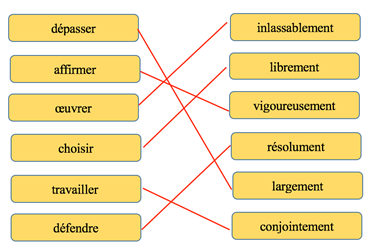 dépasser
inlassablement
affirmer
librement
œuvrer
vigoureusement
choisir
résolument
travailler
largement
défendre
conjointement